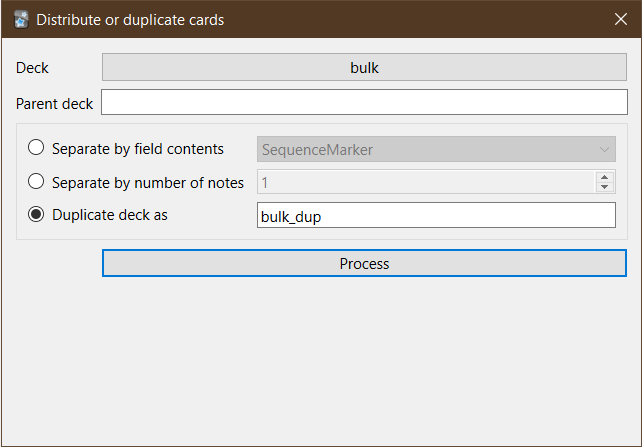 Distribute or duplicate cards
Deck bulk
Parent deck
Separate by field contents SequenceMarker
Separate by number of notes 1
Duplicate deck as bulk_dup
Process